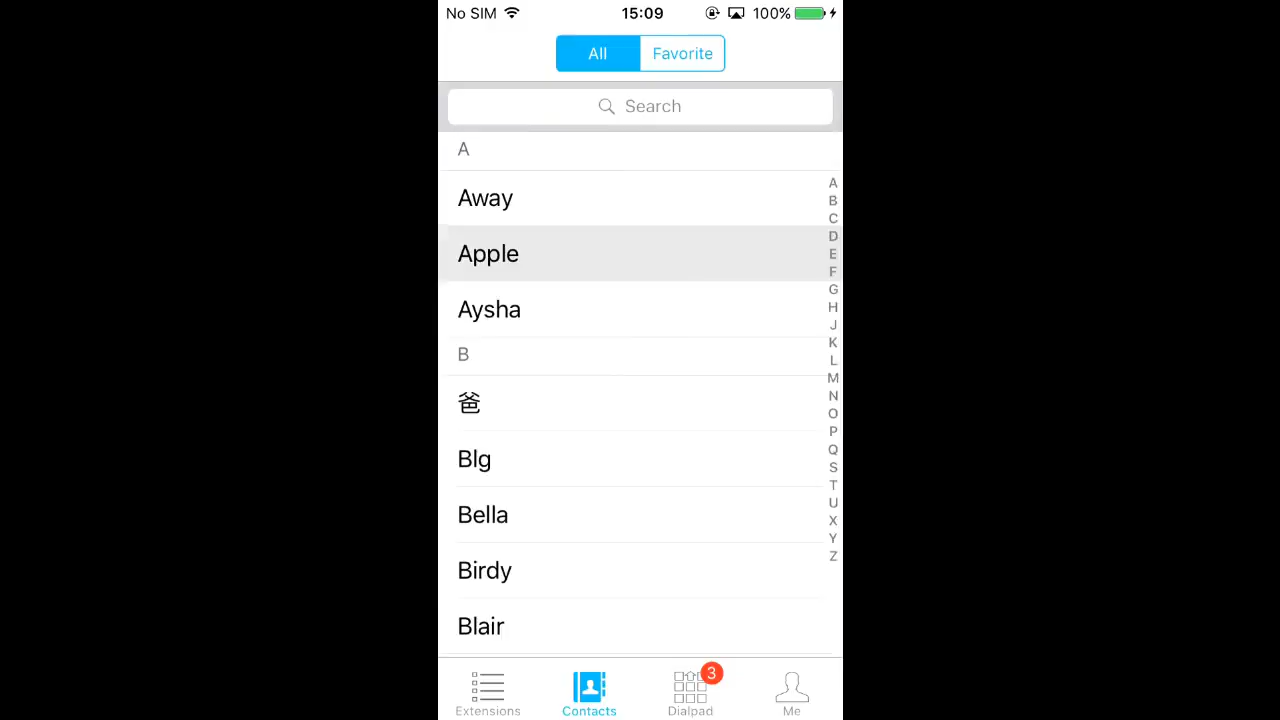 No SIM 15:09 100%
All Favorite
Search
A
Away
Apple
Aysha
B
爸
Blg
Bella
Birdy
Blair
A
B
C
D
E
F
G
H
J
K
L
M
N
O
P
Q
S
T
U
X
Y
Z
3
Extensions Contacts Dialpad Me